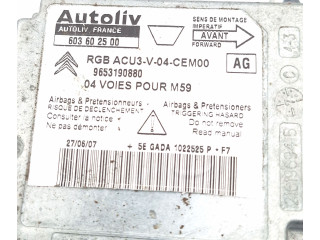 Autoliv
AUTOLIV FRANCE
603 60 25 00
SENS DE MONTAGE
IMPERATIF
AVANT
FORWARD
RGB ACU3-V-04-CEM00
AG
9653190880
04 VOIES POUR M59
Airbags & Pretensionneurs
RISQUE DE DECLENCHEMENT
Consulter la notice
Ne pas démonter
Airbags & Pretensioners
TRIGGERING HAZARD
Do not remove
Read manual
27/06/07
5E GADA 1022525 P - F7